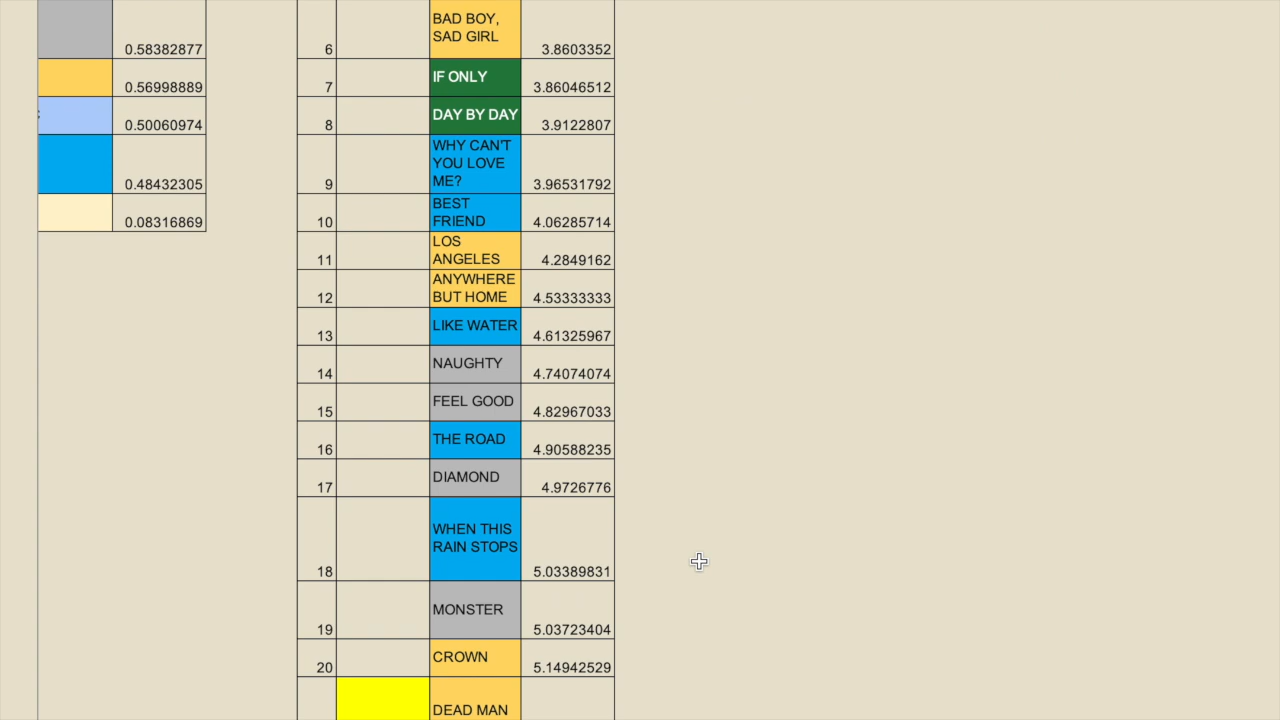 0.58382877
0.56998889
0.50060974
0.48432305
0.08316869
6 BAD BOY, SAD GIRL 3.8603352
7 IF ONLY 3.86046512
8 DAY BY DAY 3.9122807
9 WHY CAN'T YOU LOVE ME? 3.96531792
10 BEST FRIEND 4.06285714
11 LOS ANGELES 4.2849162
12 ANYWHERE BUT HOME 4.53333333
13 LIKE WATER 4.61325967
14 NAUGHTY 4.74074074
15 FEEL GOOD 4.82967033
16 THE ROAD 4.90588235
17 DIAMOND 4.9726776
18 WHEN THIS RAIN STOPS 5.03389831
19 MONSTER 5.03723404
20 CROWN 5.14942529
DEAD MAN